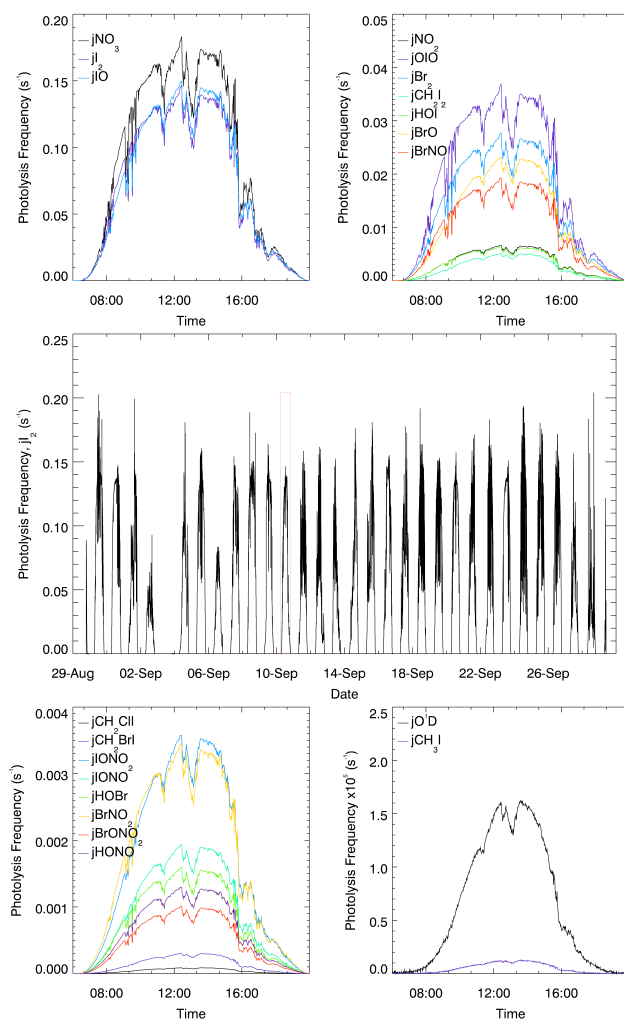 0.20
0.15
0.10
0.05
0.00
Photolysis Frequency (s⁻¹)
jNO₃
jI₂
jIO
08:00 12:00 16:00
Time
0.05
0.04
0.03
0.02
0.01
0.00
Photolysis Frequency (s⁻¹)
jNO₂
jOIO
jBr₂
jCH₂I₂
jHOI
jBrO
jBrNO
08:00 12:00 16:00
Time
0.25
0.20
0.15
0.10
0.05
0.00
Photolysis Frequency, jI₂ (s⁻¹)
29-Aug 02-Sep 06-Sep 10-Sep 14-Sep 18-Sep 22-Sep 26-Sep
Date
0.004
0.003
0.002
0.001
0.000
Photolysis Frequency (s⁻¹)
jCH₂ClI
jCH₂BrI
jIONO
jIONO₂
jHOBr
jBrNO₂
jBrONO₂
jHONO
08:00 12:00 16:00
Time
2.5
2.0
1.5
1.0
0.5
0.0
Photolysis Frequency x10⁵ (s⁻¹)
jO¹D
jCH₃I
08:00 12:00 16:00
Time